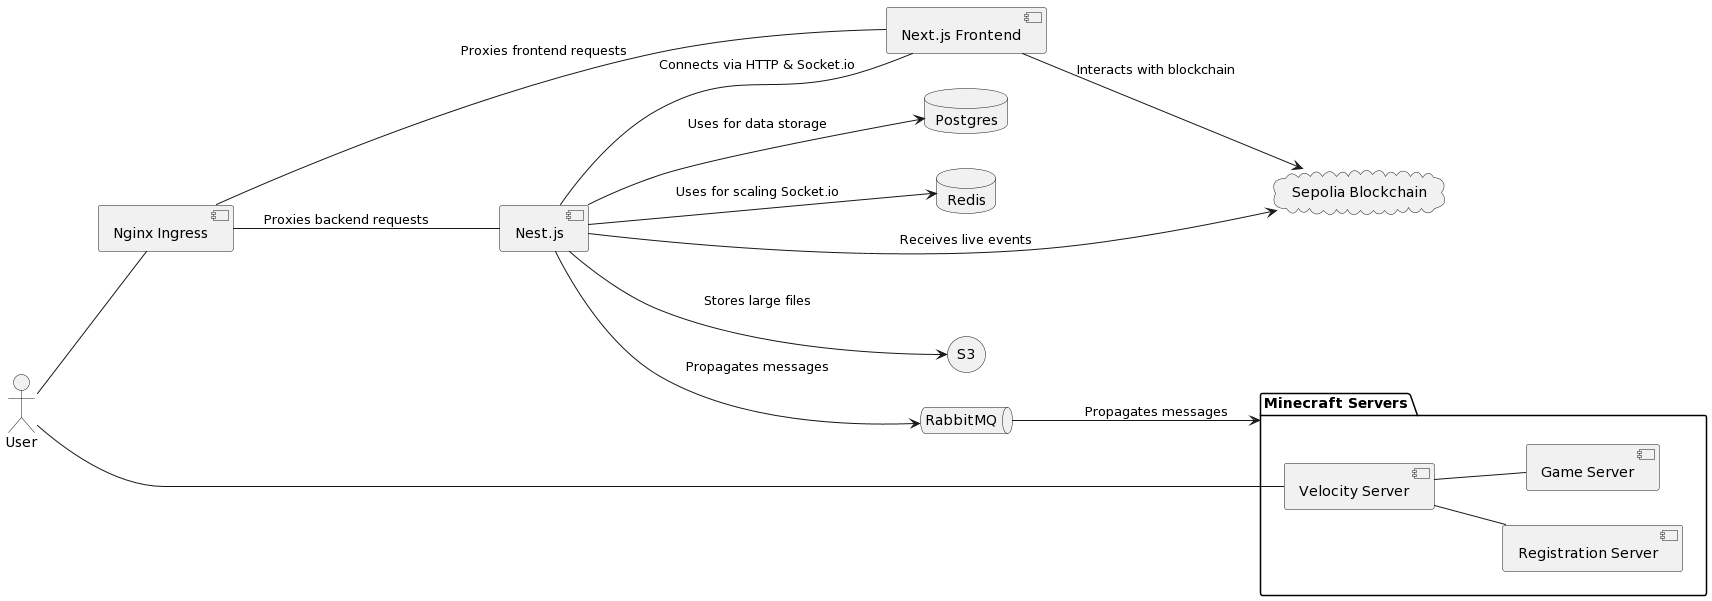 Next.js Frontend
Proxies frontend requests
Connects via HTTP & Socket.io
Interacts with blockchain
Postgres
Uses for data storage
Uses for scaling Socket.io
Redis
Sepolia Blockchain
Proxies backend requests
Nginx Ingress
Nest.js
Receives live events
Stores large files
S3
Propagates messages
RabbitMQ
Propagates messages
Minecraft Servers
User
Velocity Server
Game Server
Registration Server